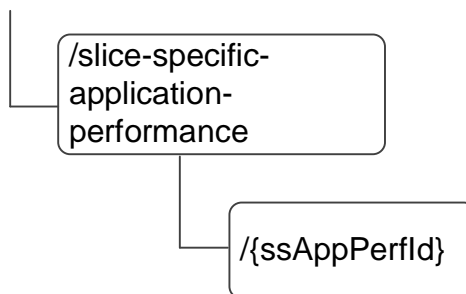 /slice-specific-
application-
performance
/{ssAppPerfId}